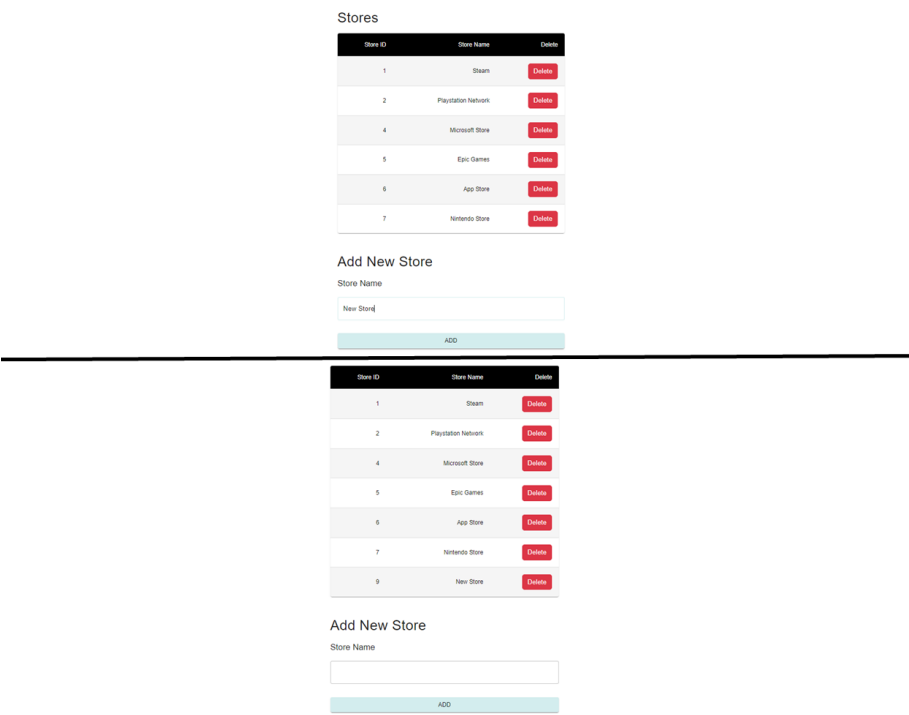 Stores
Store ID Store Name Delete
1 Steam Delete
2 Playstation Network Delete
4 Microsoft Store Delete
5 Epic Games Delete
6 App Store Delete
7 Nintendo Store Delete
Add New Store
Store Name
New Store
ADD
Store ID Store Name Delete
1 Steam Delete
2 Playstation Network Delete
4 Microsoft Store Delete
5 Epic Games Delete
6 App Store Delete
7 Nintendo Store Delete
9 New Store Delete
Add New Store
Store Name
ADD